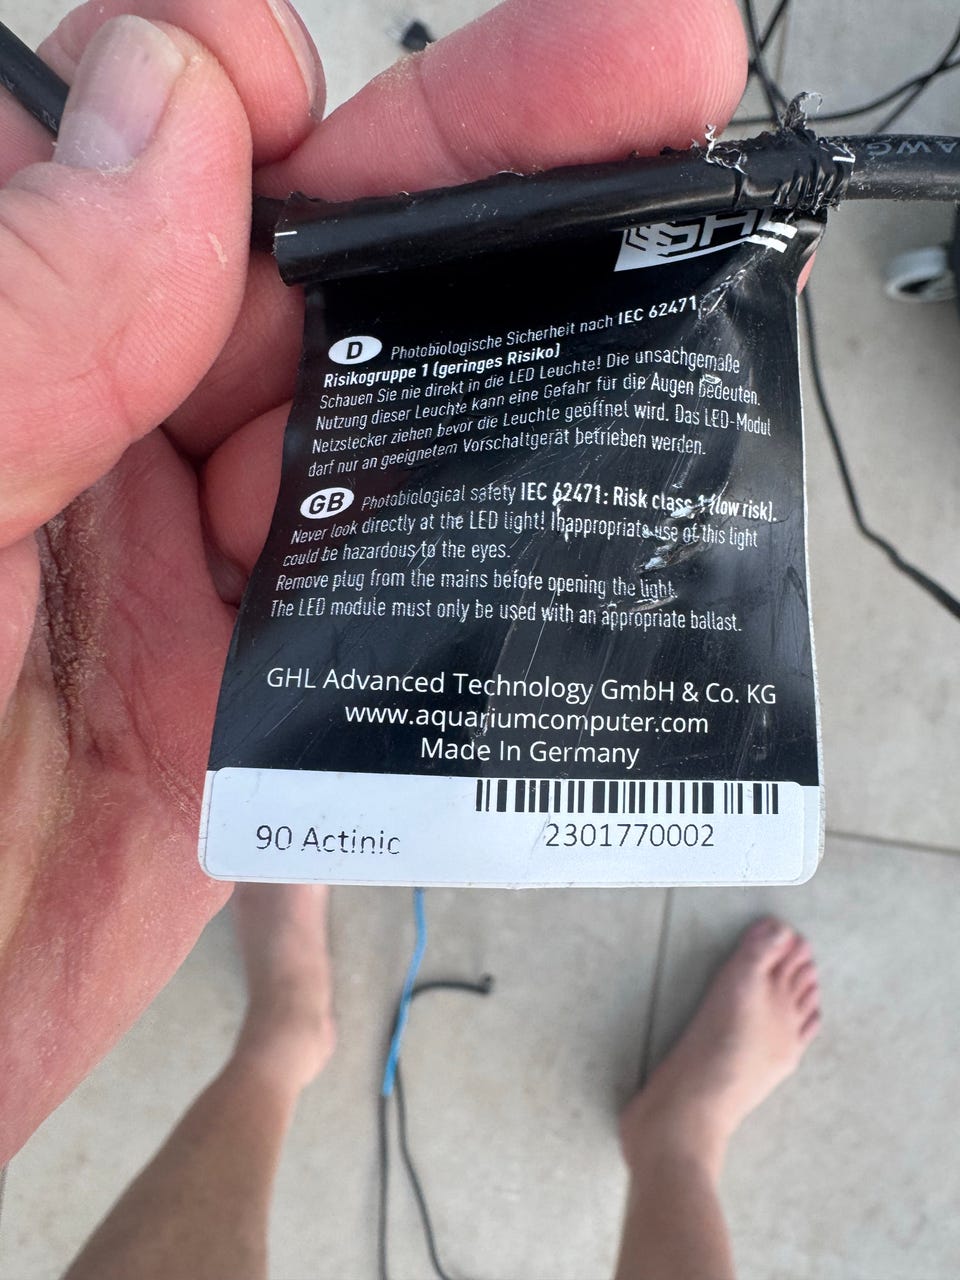 AWG
GHL
D Photobiologische Sicherheit nach IEC 62471,
Risikogruppe 1 (geringes Risiko)
Schauen Sie nie direkt in die LED Leuchte! Die unsachgemäße
Nutzung dieser Leuchte kann eine Gefahr für die Augen bedeuten.
Netzstecker ziehen bevor die Leuchte geöffnet wird. Das LED-Modul
darf nur an geeignetem Vorschaltgerät betrieben werden.
GB Photobiological safety IEC 62471: Risk class 1 (low risk).
Never look directly at the LED light! Inappropriate use of this light
could be hazardous to the eyes.
Remove plug from the mains before opening the light.
The LED module must only be used with an appropriate ballast.
GHL Advanced Technology GmbH & Co. KG
www.aquariumcomputer.com
Made In Germany
90 Actinic
2301770002